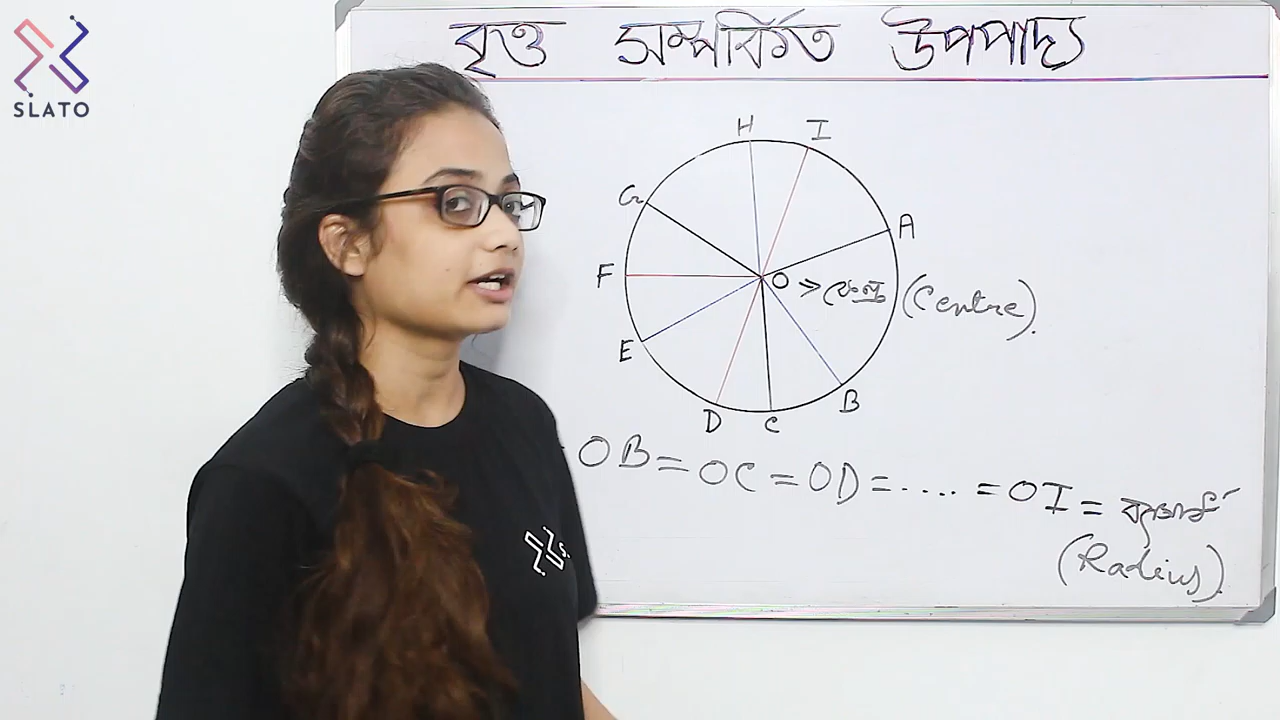 SLATO
বৃত্ত সম্পর্কিত উপপাদ্য
H I
G
A
F
O → কেন্দ্র (Centre).
E
B
D C
OB = OC = OD = .... = OI = ব্যাসার্ধ
(Radius)